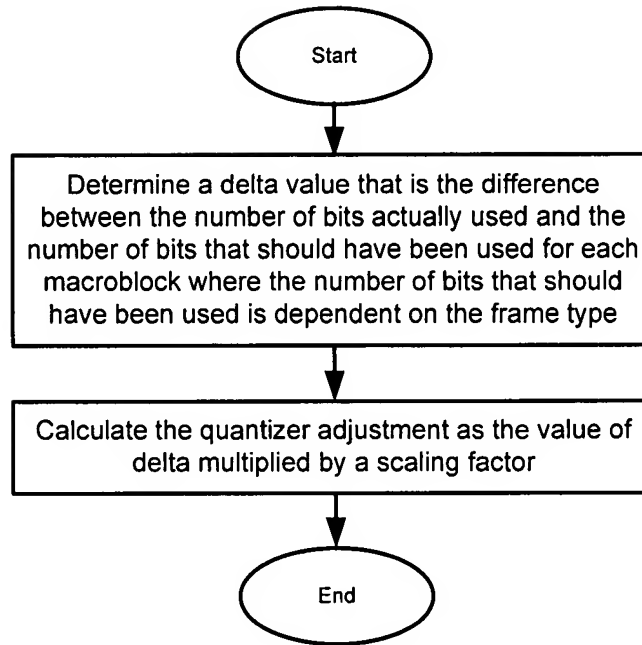 Start
Determine a delta value that is the difference
between the number of bits actually used and the
number of bits that should have been used for each
macroblock where the number of bits that should
have been used is dependent on the frame type
Calculate the quantizer adjustment as the value of
delta multiplied by a scaling factor
End